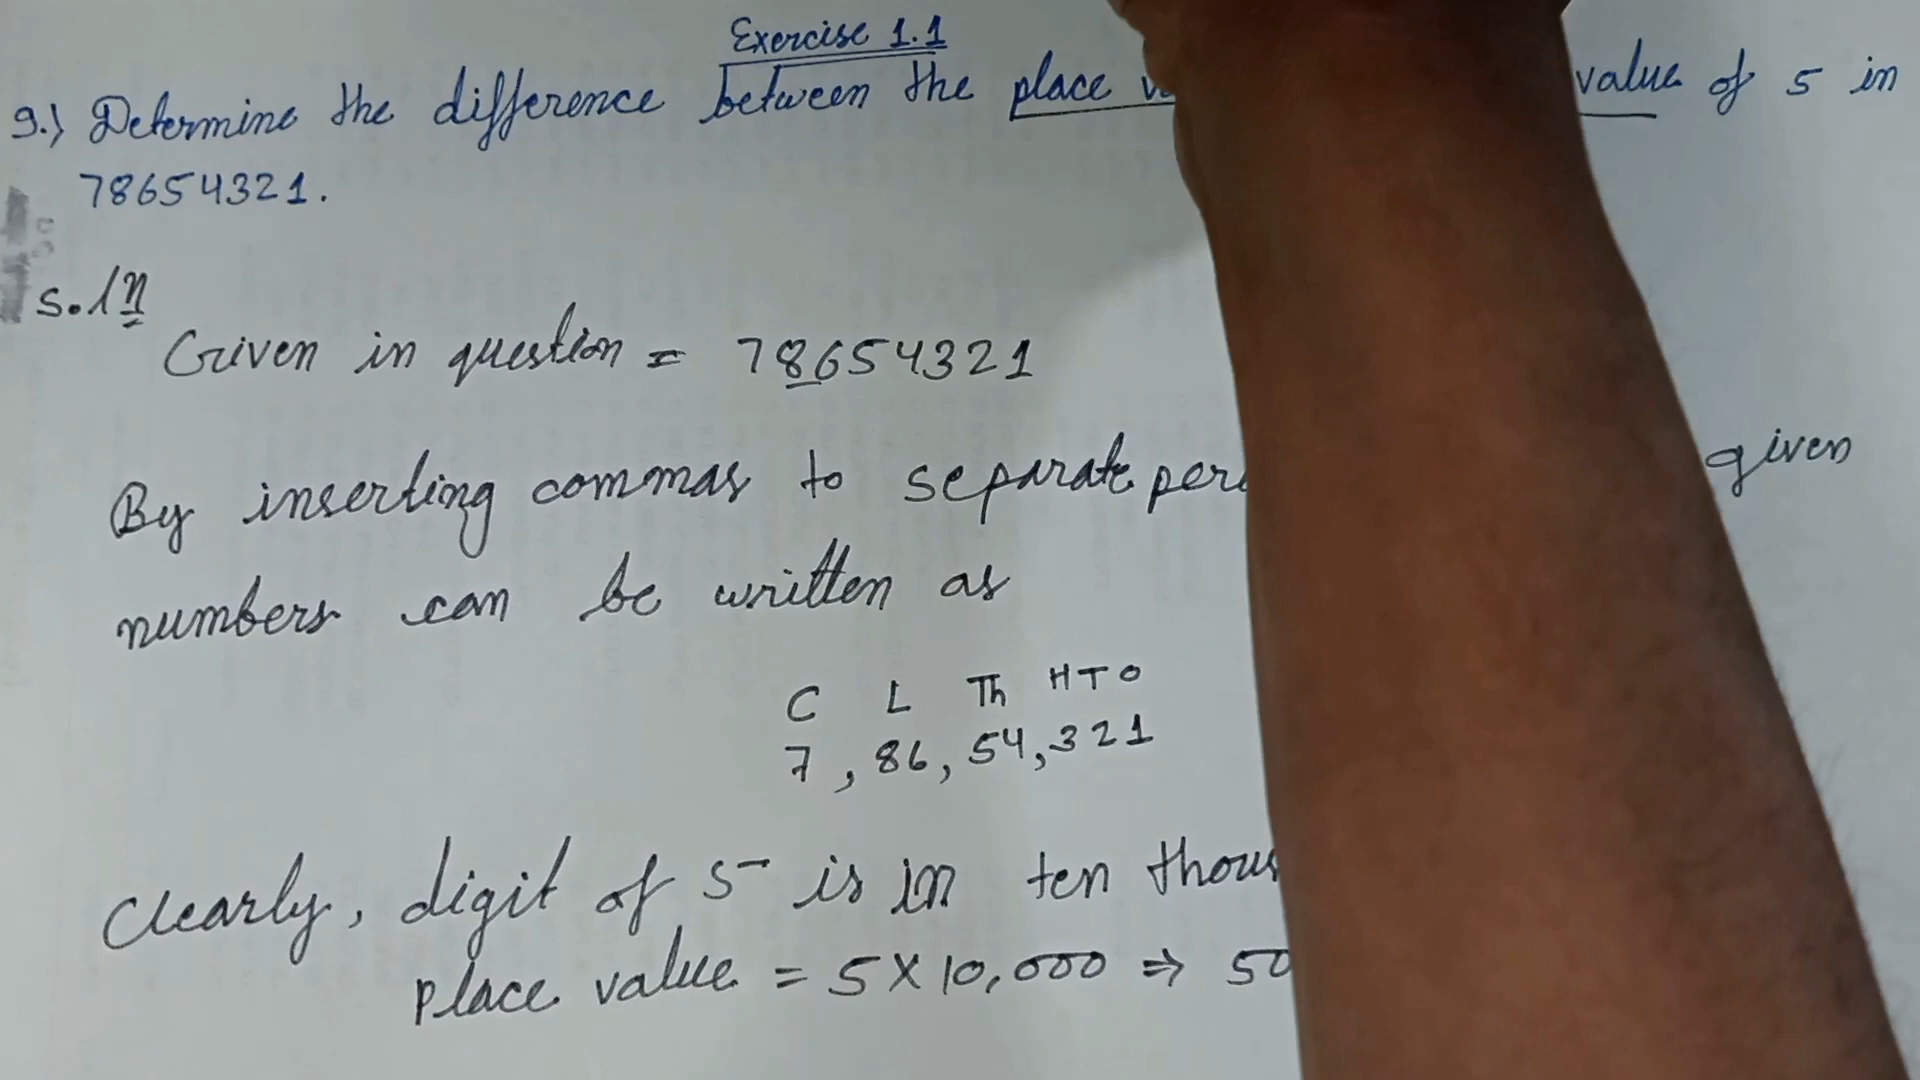 Exercise 1.1
9.) Determine the difference between the place value of 5 in
78654321.
Soln
Given in question = 78654321
By inserting commas to separate given
numbers can be written as
C L Th H T O
7, 86, 54, 321
Clearly, digit of 5 is in ten
place value = 5 X 10,000 ⇒ 50